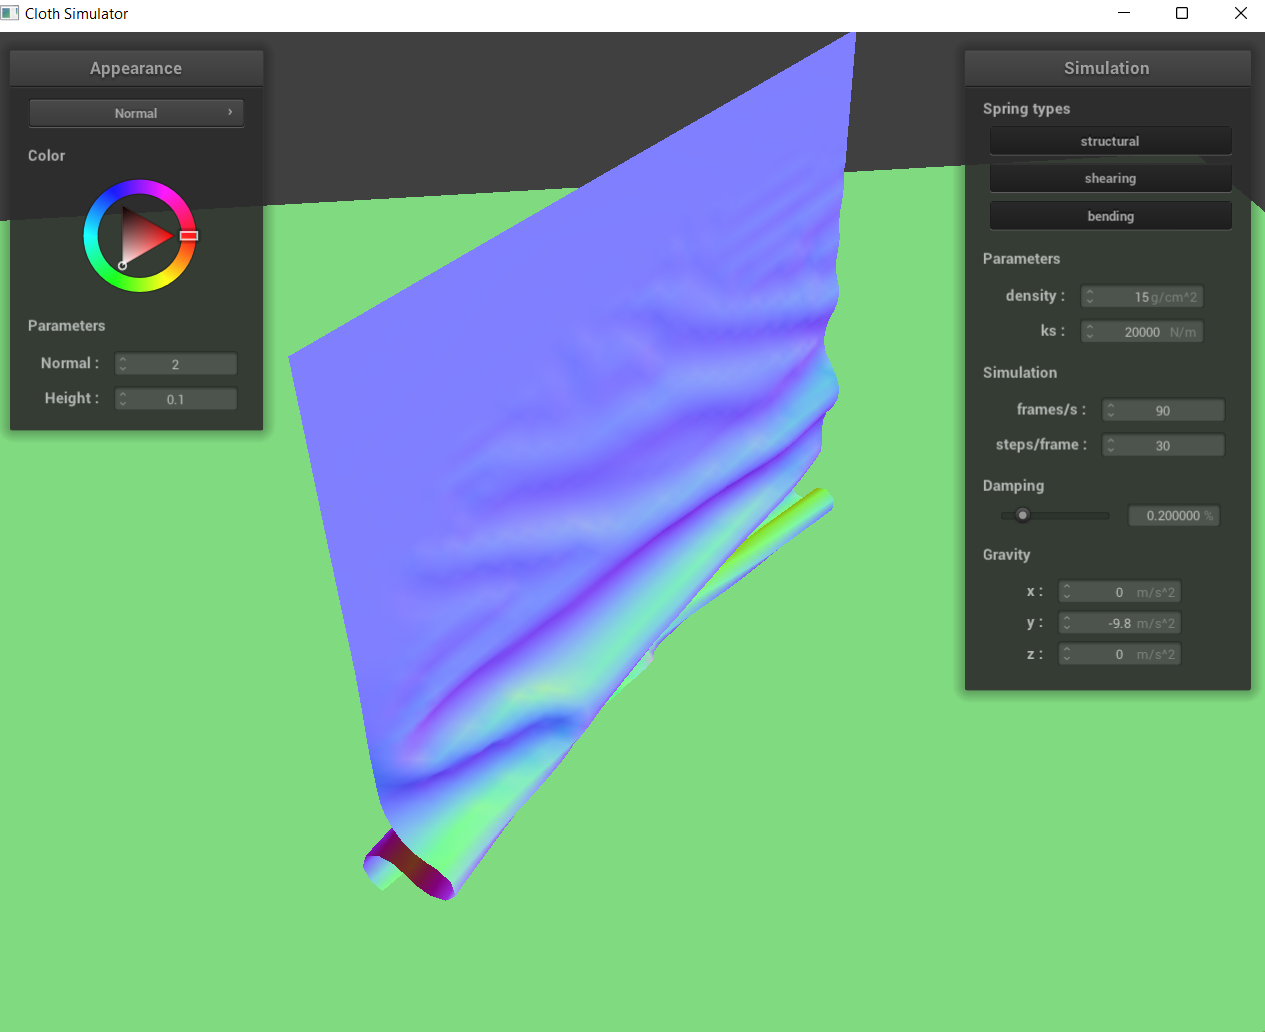 Cloth Simulator
Appearance
Normal
Color
Parameters
Normal : 2
Height : 0.1
Simulation
Spring types
structural
shearing
bending
Parameters
density : 15 g/cm^2
ks : 20000 N/m
Simulation
frames/s : 90
steps/frame : 30
Damping
0.200000 %
Gravity
x : 0 m/s^2
y : -9.8 m/s^2
z : 0 m/s^2